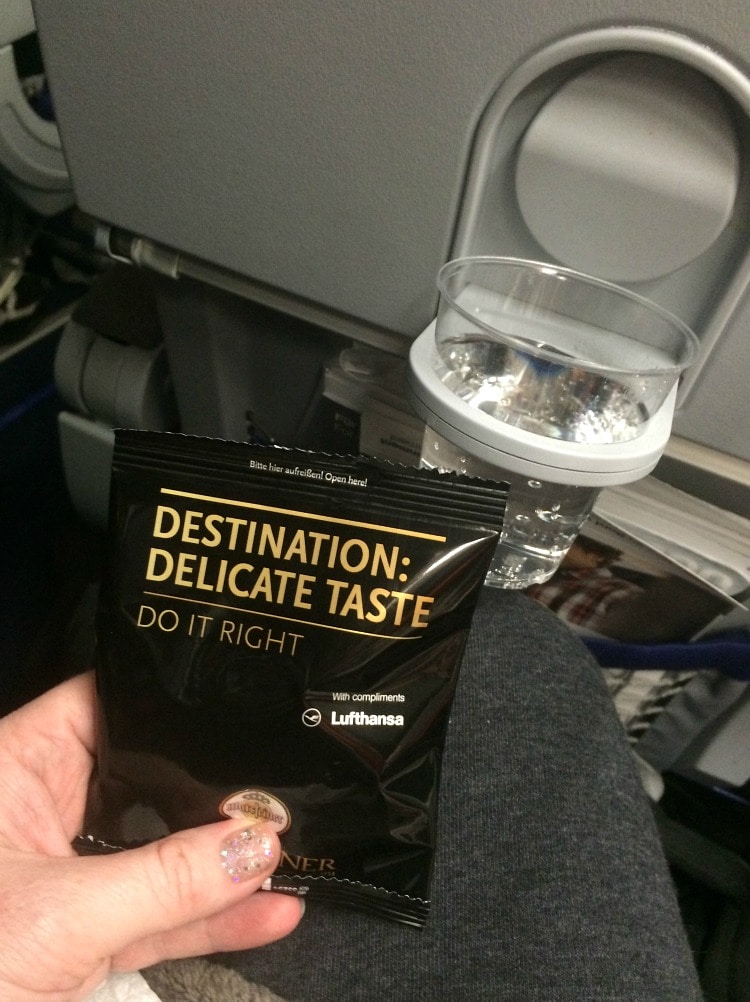 Bitte hier aufreißen! Open here!
DESTINATION:
DELICATE TASTE
DO IT RIGHT
With compliments
Lufthansa